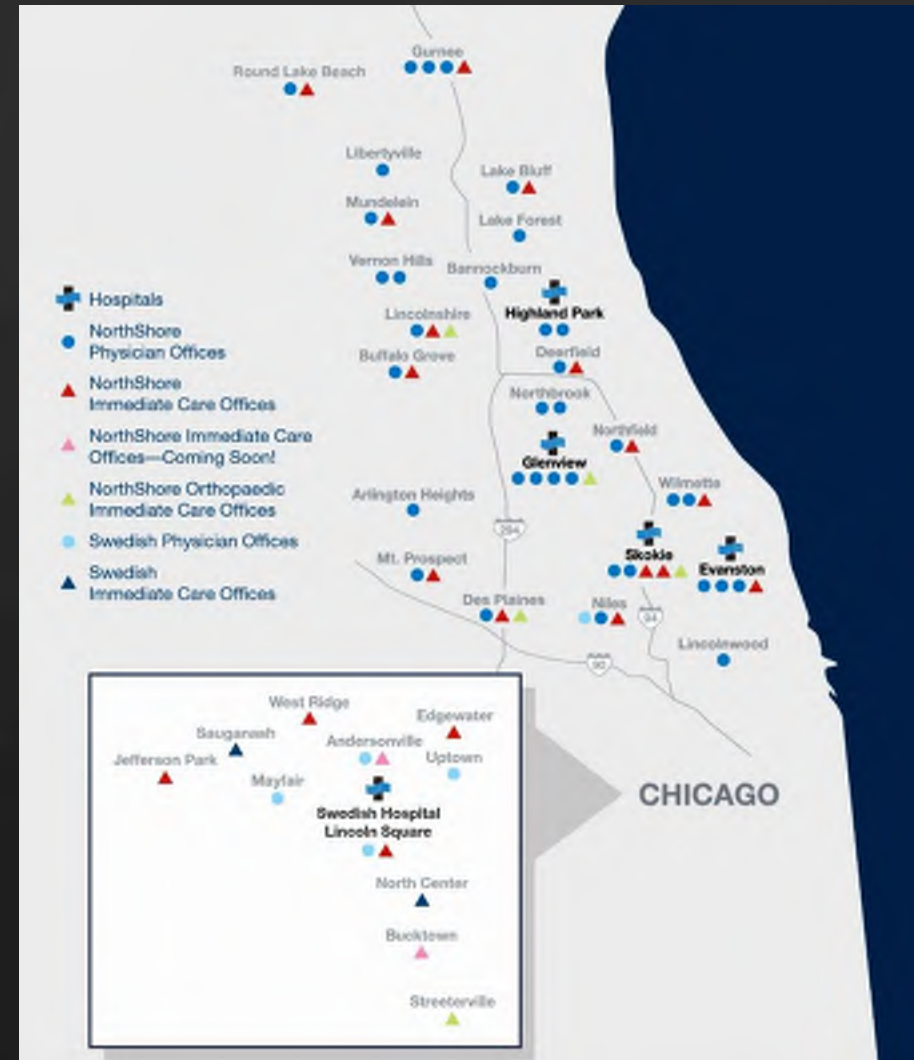 Gurnee
Round Lake Beach
Libertyville
Lake Bluff
Mundelein
Lake Forest
Vernon Hills
Bannockburn
Hospitals
Highland Park
Lincolnshire
NorthShore
Physician Offices
Deerfield
Buffalo Grove
NorthShore
Immediate Care Offices
Northbrook
Northfield
NorthShore Immediate Care
Offices—Coming Soon!
Glenview
Wilmette
NorthShore Orthopaedic
Immediate Care Offices
Arlington Heights
294
Swedish Physician Offices
Skokie
Evanston
Mt. Prospect
Swedish
Immediate Care Offices
Des Plaines
Niles
94
Lincolnwood
90
West Ridge
Edgewater
Sauganash
Andersonville
Jefferson Park
Uptown
Mayfair
CHICAGO
Swedish Hospital
Lincoln Square
North Center
Bucktown
Streeterville